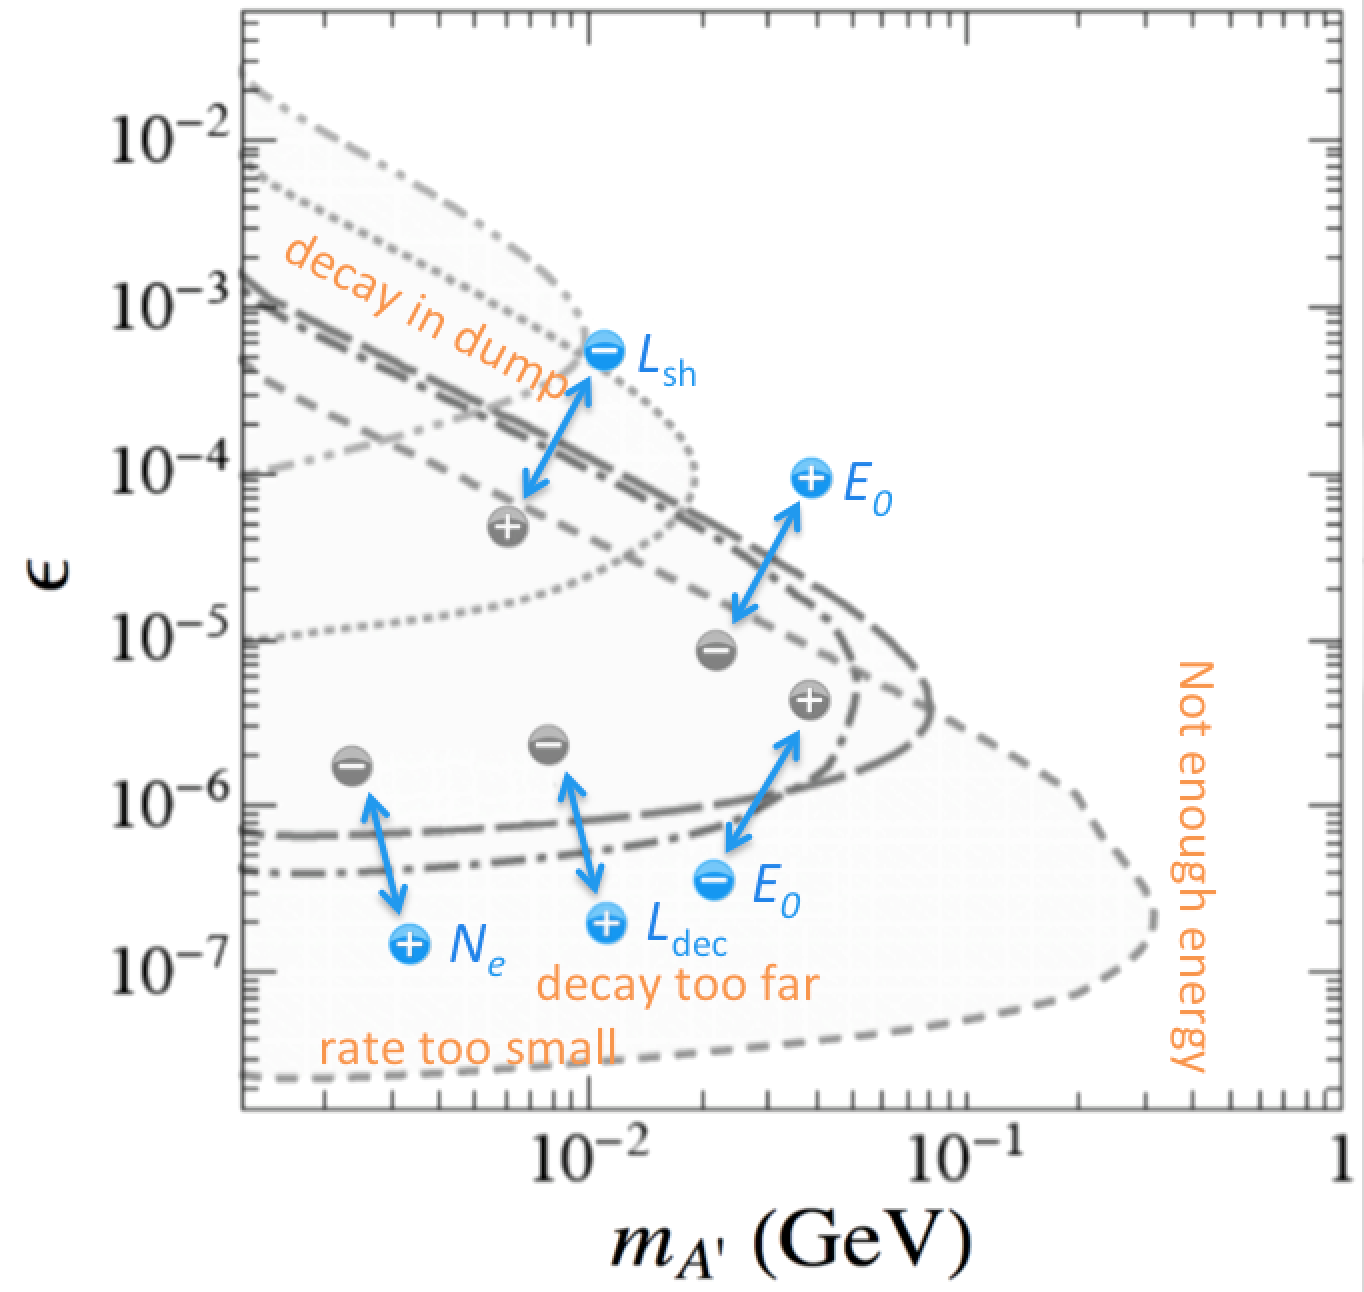 10⁻²
10⁻³
10⁻⁴
10⁻⁵
10⁻⁶
10⁻⁷
ϵ
decay in dump
L_sh
E_0
E_0
N_e
L_dec
decay too far
rate too small
Not enough energy
10⁻² 10⁻¹ 1
m_A' (GeV)